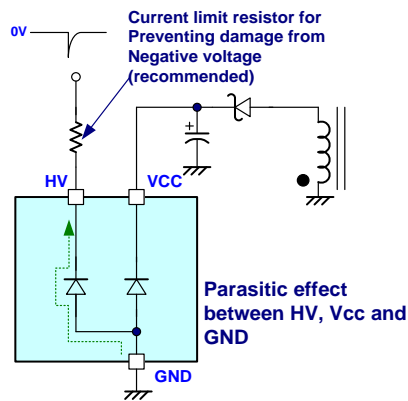 Current limit resistor for
Preventing damage from
Negative voltage
(recommended)
0V
+
HV
VCC
Parasitic effect
between HV, Vcc and
GND
GND